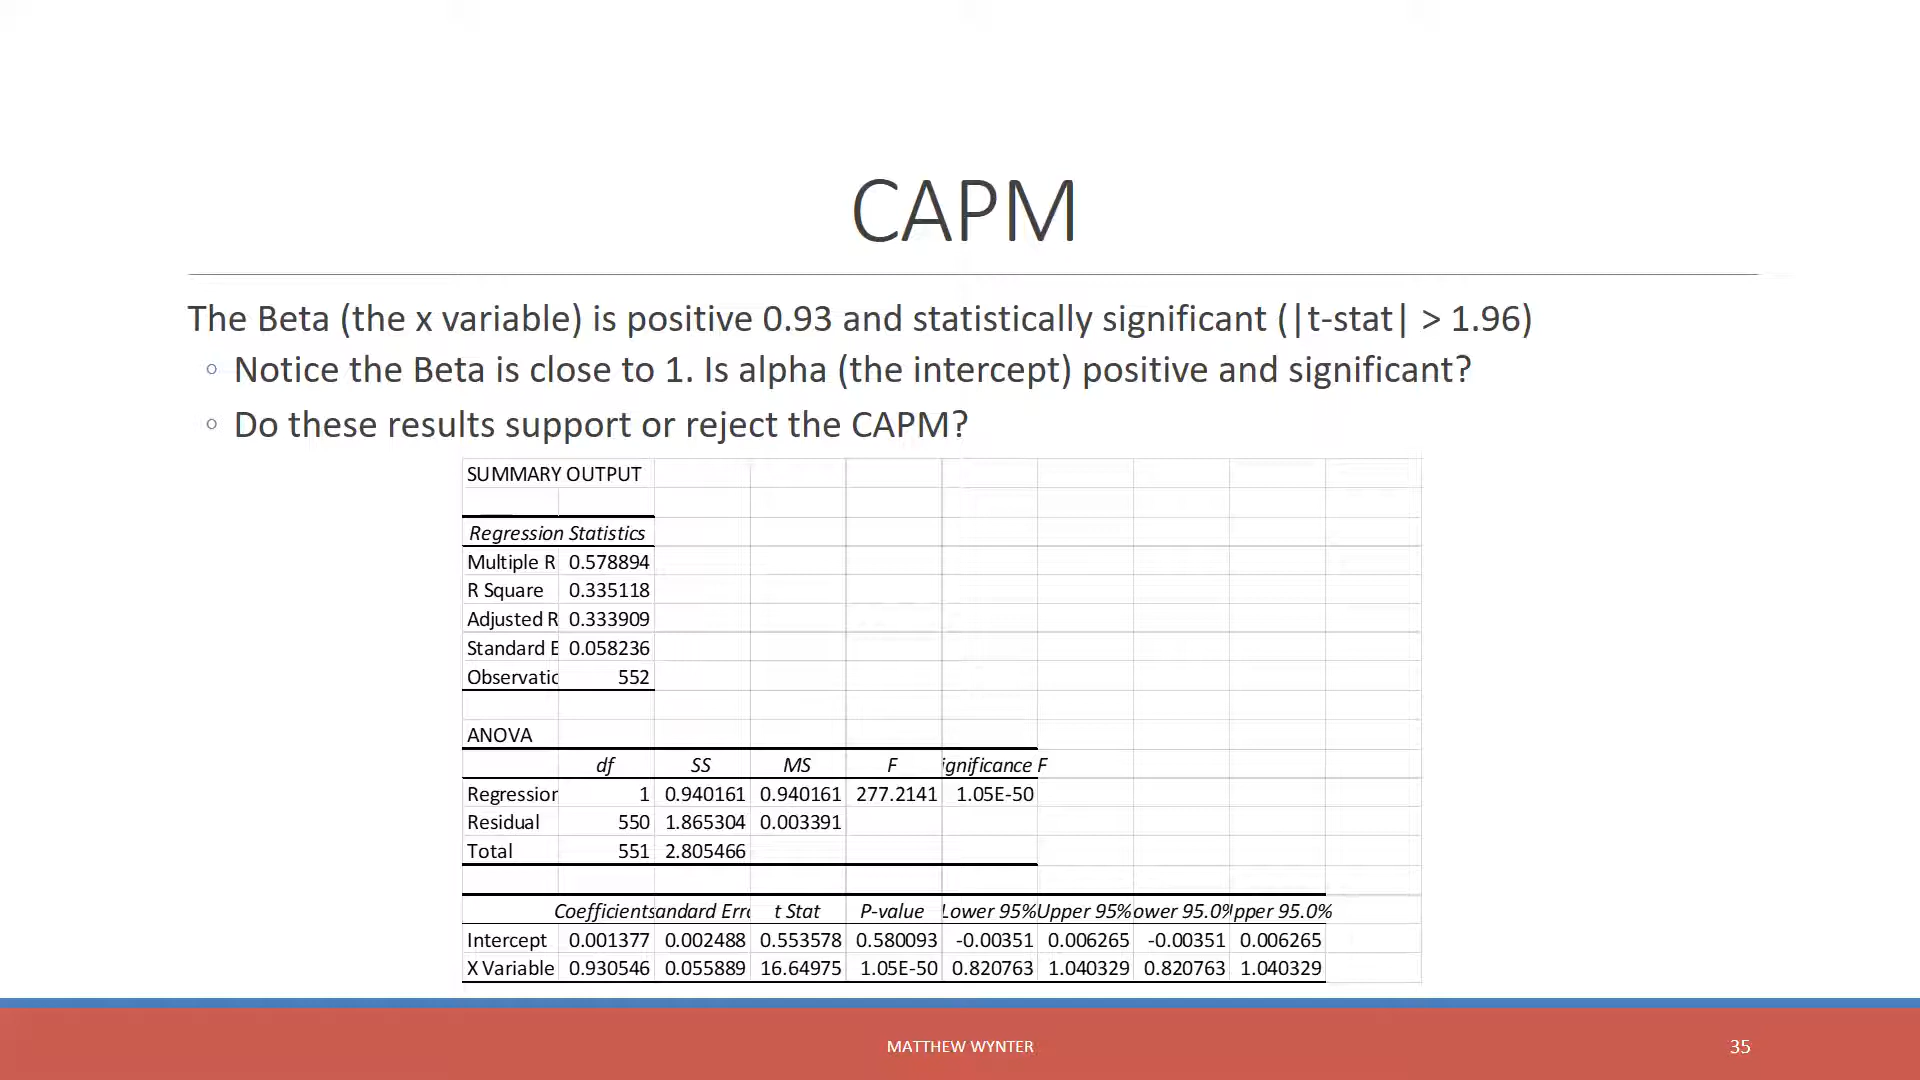 CAPM
The Beta (the x variable) is positive 0.93 and statistically significant (|t-stat| > 1.96)
◦ Notice the Beta is close to 1. Is alpha (the intercept) positive and significant?
◦ Do these results support or reject the CAPM?
SUMMARY OUTPUT
Regression Statistics
Multiple R 0.578894
R Square 0.335118
Adjusted R 0.333909
Standard E 0.058236
Observatic 552
ANOVA
df SS MS F ignificance F
Regression 1 0.940161 0.940161 277.2141 1.05E-50
Residual 550 1.865304 0.003391
Total 551 2.805466
Coefficients andard Err t Stat P-value Lower 95% Upper 95% ower 95.0% pper 95.0%
Intercept 0.001377 0.002488 0.553578 0.580093 -0.00351 0.006265 -0.00351 0.006265
X Variable 0.930546 0.055889 16.64975 1.05E-50 0.820763 1.040329 0.820763 1.040329
MATTHEW WYNTER
35